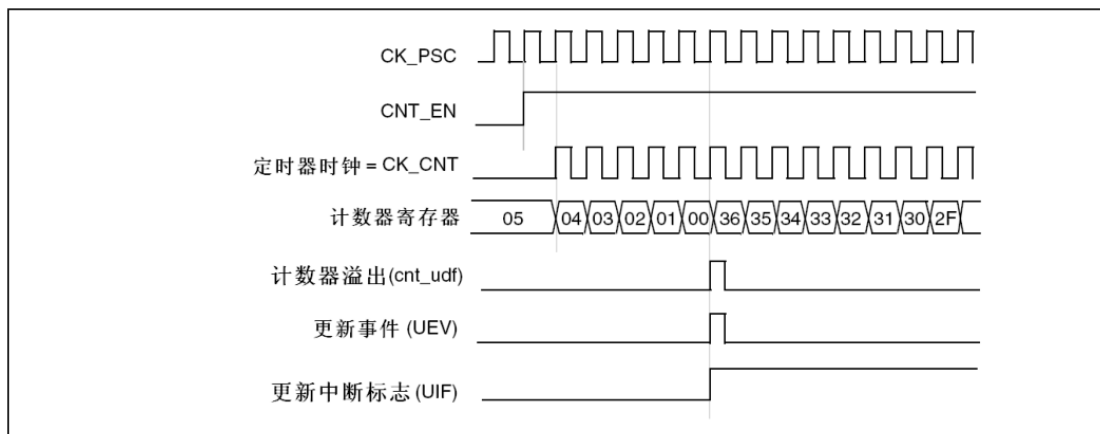 CK_PSC
CNT_EN
定时器时钟 = CK_CNT
计数器寄存器 05 04 03 02 01 00 36 35 34 33 32 31 30 2F
计数器溢出(cnt_udf)
更新事件 (UEV)
更新中断标志 (UIF)